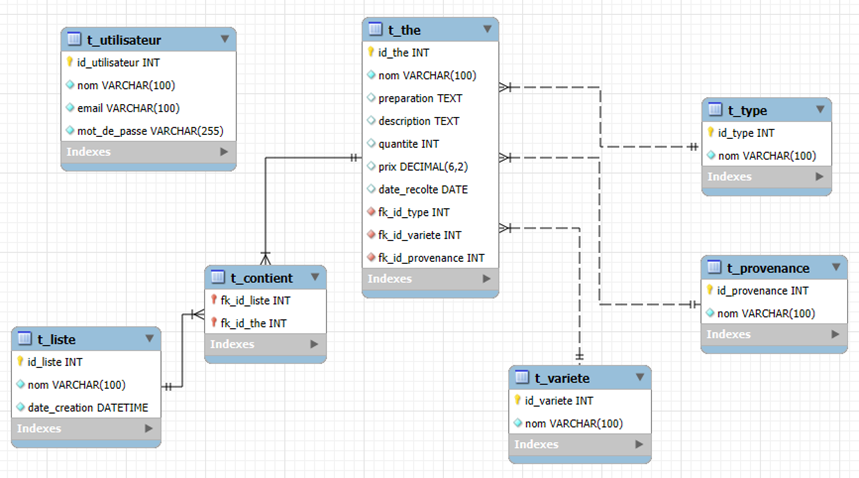 t_utilisateur
id_utilisateur INT
nom VARCHAR(100)
email VARCHAR(100)
mot_de_passe VARCHAR(255)
Indexes
t_the
id_the INT
nom VARCHAR(100)
preparation TEXT
description TEXT
quantite INT
prix DECIMAL(6,2)
date_recolte DATE
fk_id_type INT
fk_id_variete INT
fk_id_provenance INT
Indexes
t_type
id_type INT
nom VARCHAR(100)
Indexes
t_contient
fk_id_liste INT
fk_id_the INT
Indexes
t_provenance
id_provenance INT
nom VARCHAR(100)
Indexes
t_liste
id_liste INT
nom VARCHAR(100)
date_creation DATETIME
Indexes
t_variete
id_variete INT
nom VARCHAR(100)
Indexes